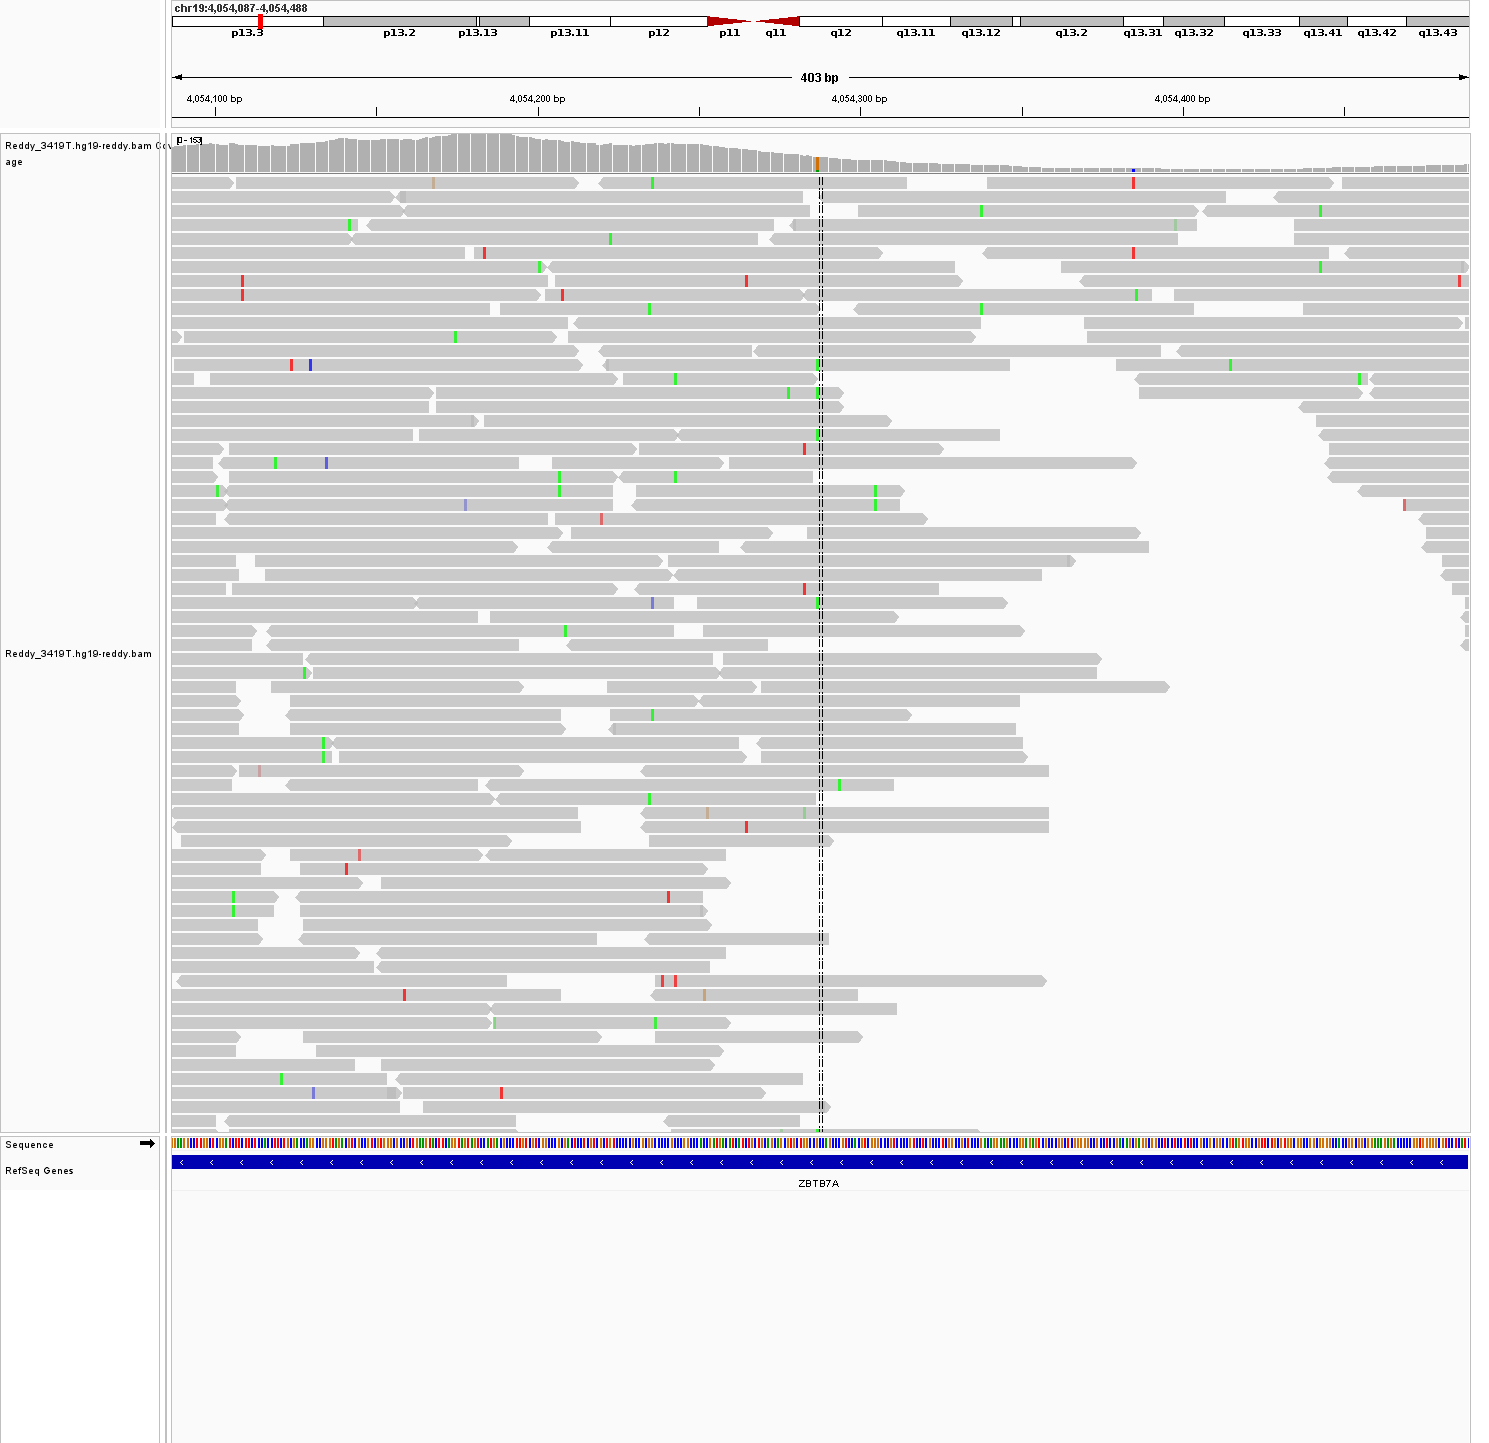 chr19:4,054,087-4,054,488
p13.3 p13.2 p13.13 p13.11 p12 p11 q11 q12 q13.11 q13.12 q13.2 q13.31 q13.32 q13.33 q13.41 q13.42 q13.43
403 bp
4,054,100 bp 4,054,200 bp 4,054,300 bp 4,054,400 bp
[0 - 153]
Reddy_3419T.hg19-reddy.bam Cov
age
Reddy_3419T.hg19-reddy.bam
Sequence
RefSeq Genes
ZBTB7A